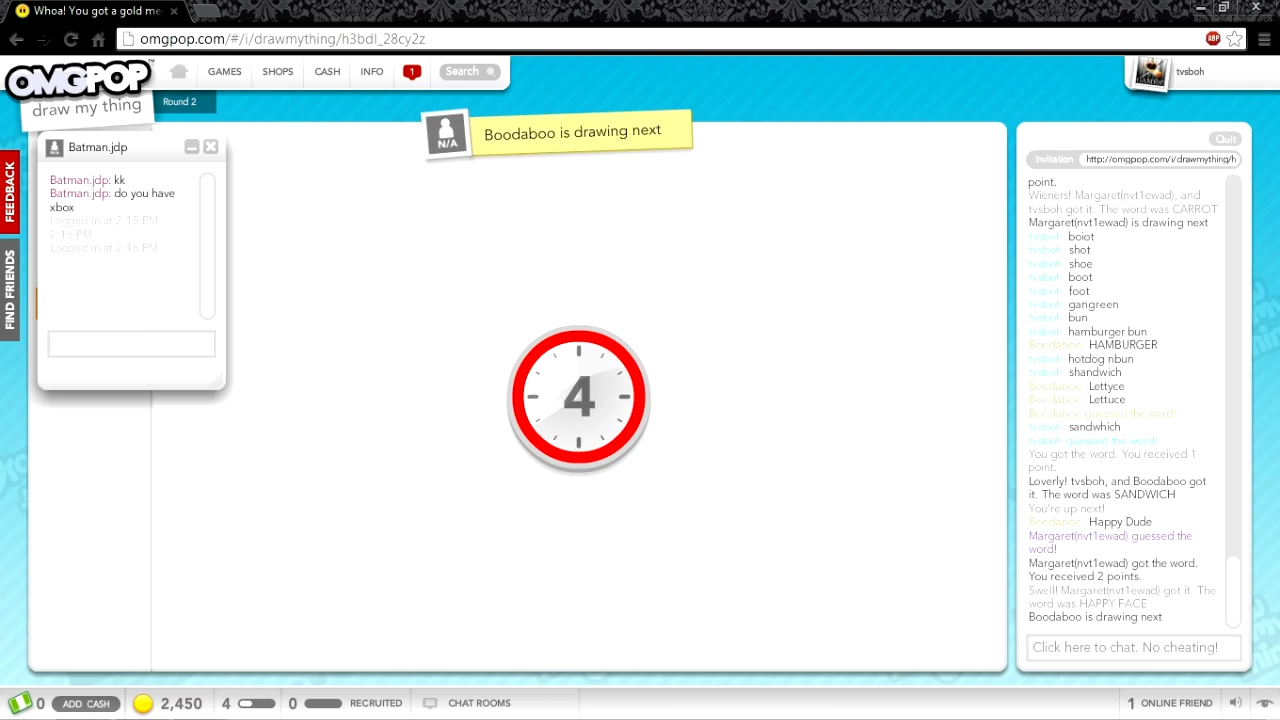 Whoa! You got a gold me
omgpop.com/#/i/drawmything/h3bdl_28cy2z
ABP
OMGPOP
GAMES
SHOPS
CASH
INFO
1
Search
tvsboh
draw my thing
Round 2
N/A
Boodaboo is drawing next
FEEDBACK
FIND FRIENDS
Batman.jdp
Batman.jdp: kk
Batman.jdp: do you have
xbox
Logged in at 2:15 PM
2:16 PM
Logged in at 2:16 PM
4
Quit
Invitation
http://omgpop.com/i/drawmything/h
point.
Wieners! Margaret(nvt1ewad), and
tvsboh got it. The word was CARROT
Margaret(nvt1ewad) is drawing next
tvsboh: boiot
tvsboh: shot
tvsboh: shoe
tvsboh: boot
tvsboh: foot
tvsboh: gangreen
tvsboh: bun
tvsboh: hamburger bun
Boodaboo: HAMBURGER
tvsboh: hotdog nbun
tvsboh: shandwich
Boodaboo: Lettyce
Boodaboo: Lettuce
Boodaboo guessed the word!
tvsboh: sandwhich
tvsboh guessed the word!
You got the word. You received 1
point.
Loverly! tvsboh, and Boodaboo got
it. The word was SANDWICH
You're up next!
Boodaboo: Happy Dude
Margaret(nvt1ewad) guessed the
word!
Margaret(nvt1ewad) got the word.
You received 2 points.
Swell! Margaret(nvt1ewad) got it. The
word was HAPPY FACE
Boodaboo is drawing next
Click here to chat. No cheating!
0
ADD CASH
2,450
4
0
RECRUITED
CHAT ROOMS
1 ONLINE FRIEND